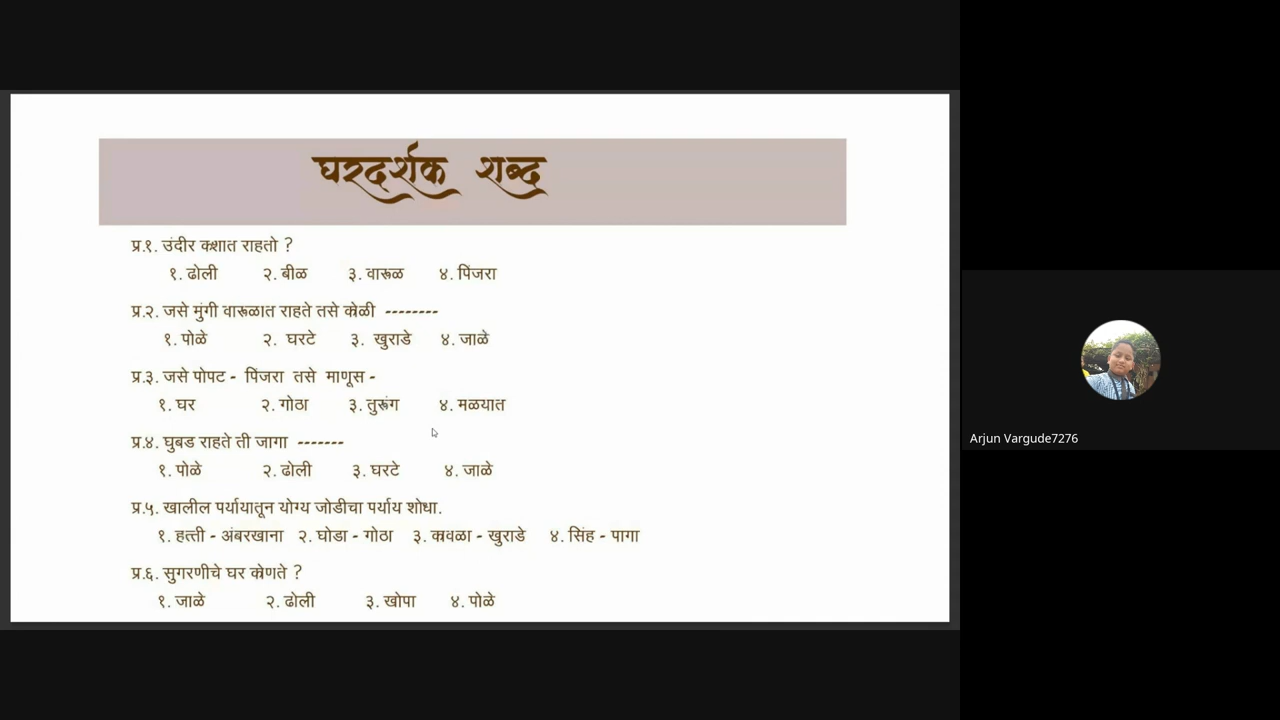 घरदर्शक शब्द
प्र.१. उंदीर कशात राहतो ?
१. ढोली २. बीळ ३. वारूळ ४. पिंजरा
प्र.२. जसे मुंगी वारूळात राहते तसे कोळी --------
१. पोळे २. घरटे ३. खुराडे ४. जाळे
प्र.३. जसे पोपट - पिंजरा तसे माणूस -
१. घर २. गोठा ३. तुरूंग ४. मळयात
प्र.४. घुबड राहते ती जागा -------
१. पोळे २. ढोली ३. घरटे ४. जाळे
प्र.५. खालील पर्यायातून योग्य जोडीचा पर्याय शोधा.
१. हत्ती - अंबरखाना २. घोडा - गोठा ३. कावळा - खुराडे ४. सिंह - पागा
प्र.६. सुगरणीचे घर कोणते ?
१. जाळे २. ढोली ३. खोपा ४. पोळे
Arjun Vargude7276